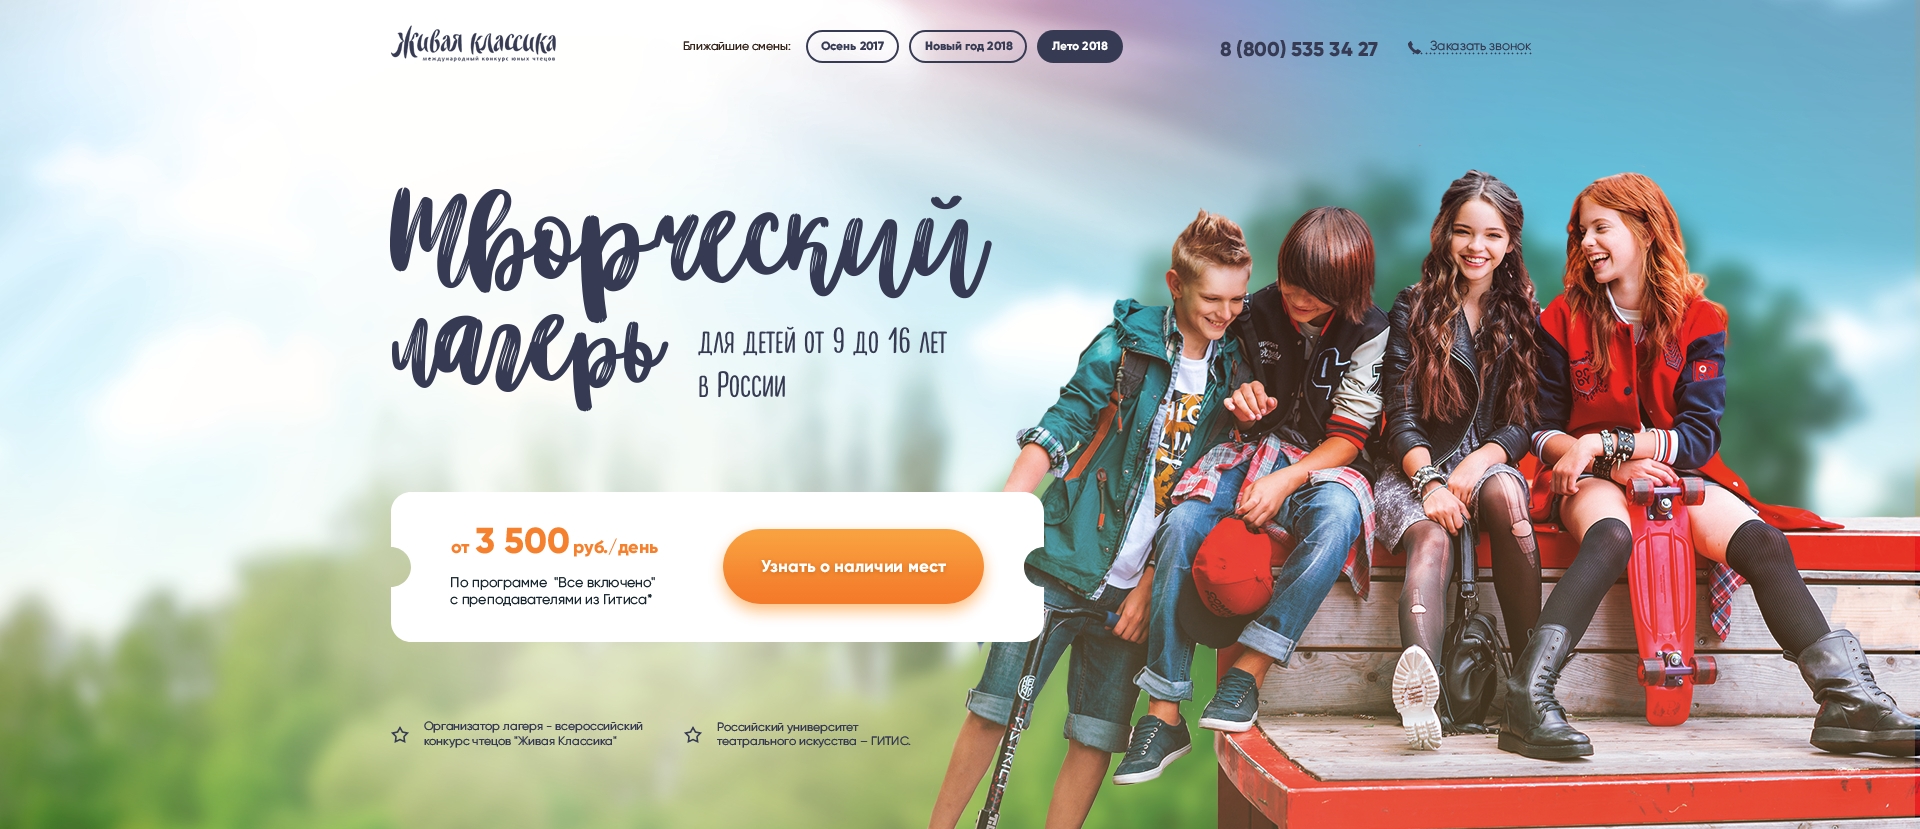 Живая классика
международный конкурс юных чтецов
Ближайшие смены:
Осень 2017
Новый год 2018
Лето 2018
8 (800) 535 34 27
Заказать звонок
Творческий
лагерь
для детей от 9 до 16 лет
в России
от 3 500 руб./день
По программе "Все включено"
с преподавателями из Гитиса*
Узнать о наличии мест
Организатор лагеря - всероссийский
конкурс чтецов "Живая Классика"
Российский университет
театрального искусства – ГИТИС.